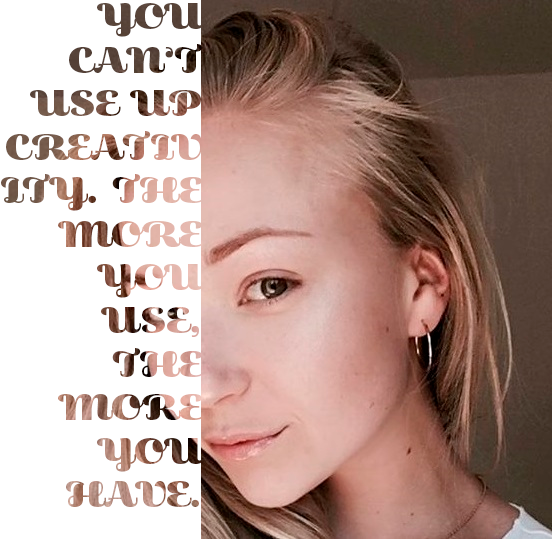 YOU
CAN'T
USE UP
CREATIV
ITY. THE
MORE
YOU
USE,
THE
MORE
YOU
HAVE.